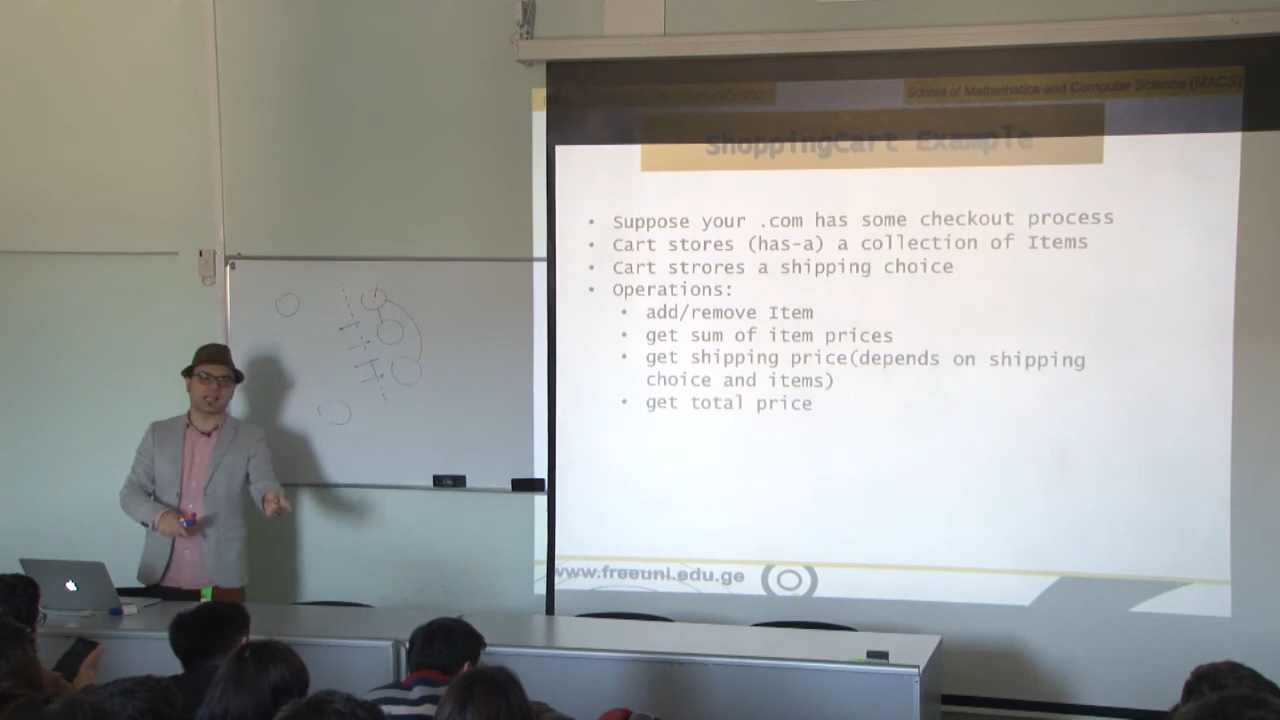 School of Mathematics and Computer Science (MACS)
ShoppingCart Example
• Suppose your .com has some checkout process
• Cart stores (has-a) a collection of Items
• Cart strores a shipping choice
• Operations:
• add/remove Item
• get sum of item prices
• get shipping price(depends on shipping
choice and items)
• get total price
www.freeuni.edu.ge